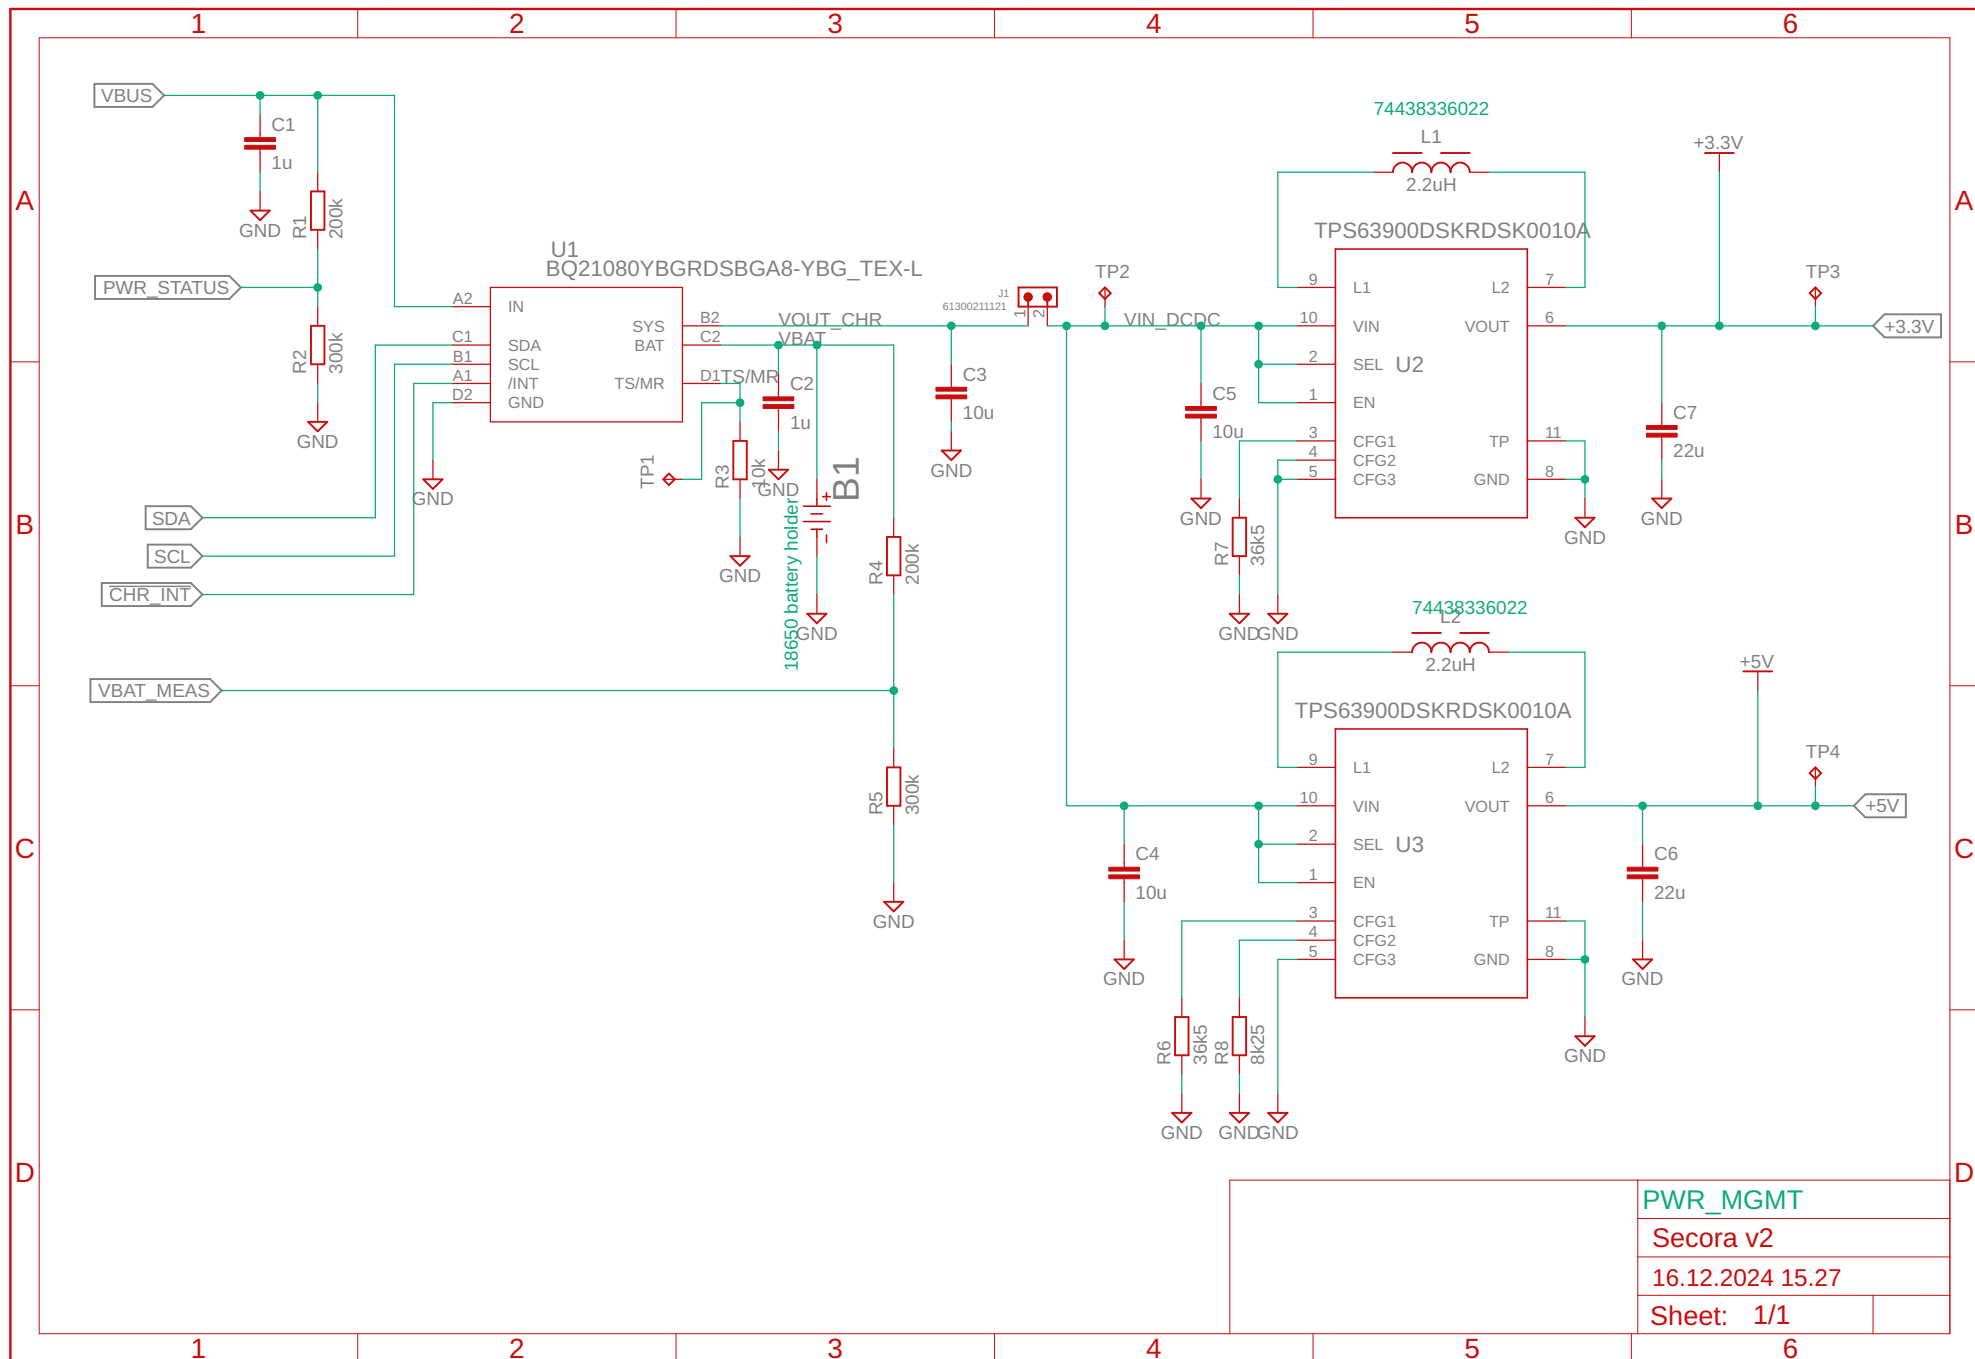 1 2 3 4 5 6
A A
B B
C C
D D
VBUS
C1
1u
GND
R1
200k
PWR_STATUS
R2
300k
GND
U1
BQ21080YBGRDSBGA8-YBG_TEX-L
A2 IN
C1 SDA
B1 SCL
A1 /INT
D2 GND
SYS B2
BAT C2
TS/MR D1
VOUT_CHR
VBAT
TS/MR
GND
SDA
SCL
CHR_INT
VBAT_MEAS
TP1
R3
10k
GND
C2
1u
GND
B1
+
-
18650 battery holder
GND
R4
200k
R5
300k
GND
C3
10u
GND
J1
61300211121
1
2
TP2
VIN_DCDC
C5
10u
GND
74438336022
L1
2.2uH
TPS63900DSKRDSK0010A
9 L1 L2 7
10 VIN VOUT 6
2 SEL U2
1 EN
3 CFG1 TP 11
4 CFG2
5 CFG3 GND 8
R7
36k5
GND
GND
GND
+3.3V
TP3
+3.3V
C7
22u
GND
74438336022
L2
2.2uH
TPS63900DSKRDSK0010A
9 L1 L2 7
10 VIN VOUT 6
2 SEL U3
1 EN
3 CFG1 TP 11
4 CFG2
5 CFG3 GND 8
C4
10u
GND
R6
36k5
GND
R8
8k25
GND
GND
GND
+5V
TP4
+5V
C6
22u
GND
PWR_MGMT
Secora v2
16.12.2024 15.27
Sheet: 1/1
1 2 3 4 5 6